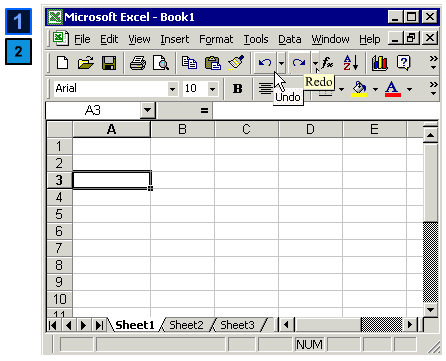 1
2
Microsoft Excel - Book1
File Edit View Insert Format Tools Data Window Help
Redo
Arial 10 B A
Undo
A3 =
A B C D E
1
2
3
4
5
6
7
8
9
10
11
Sheet1 Sheet2 Sheet3
NUM